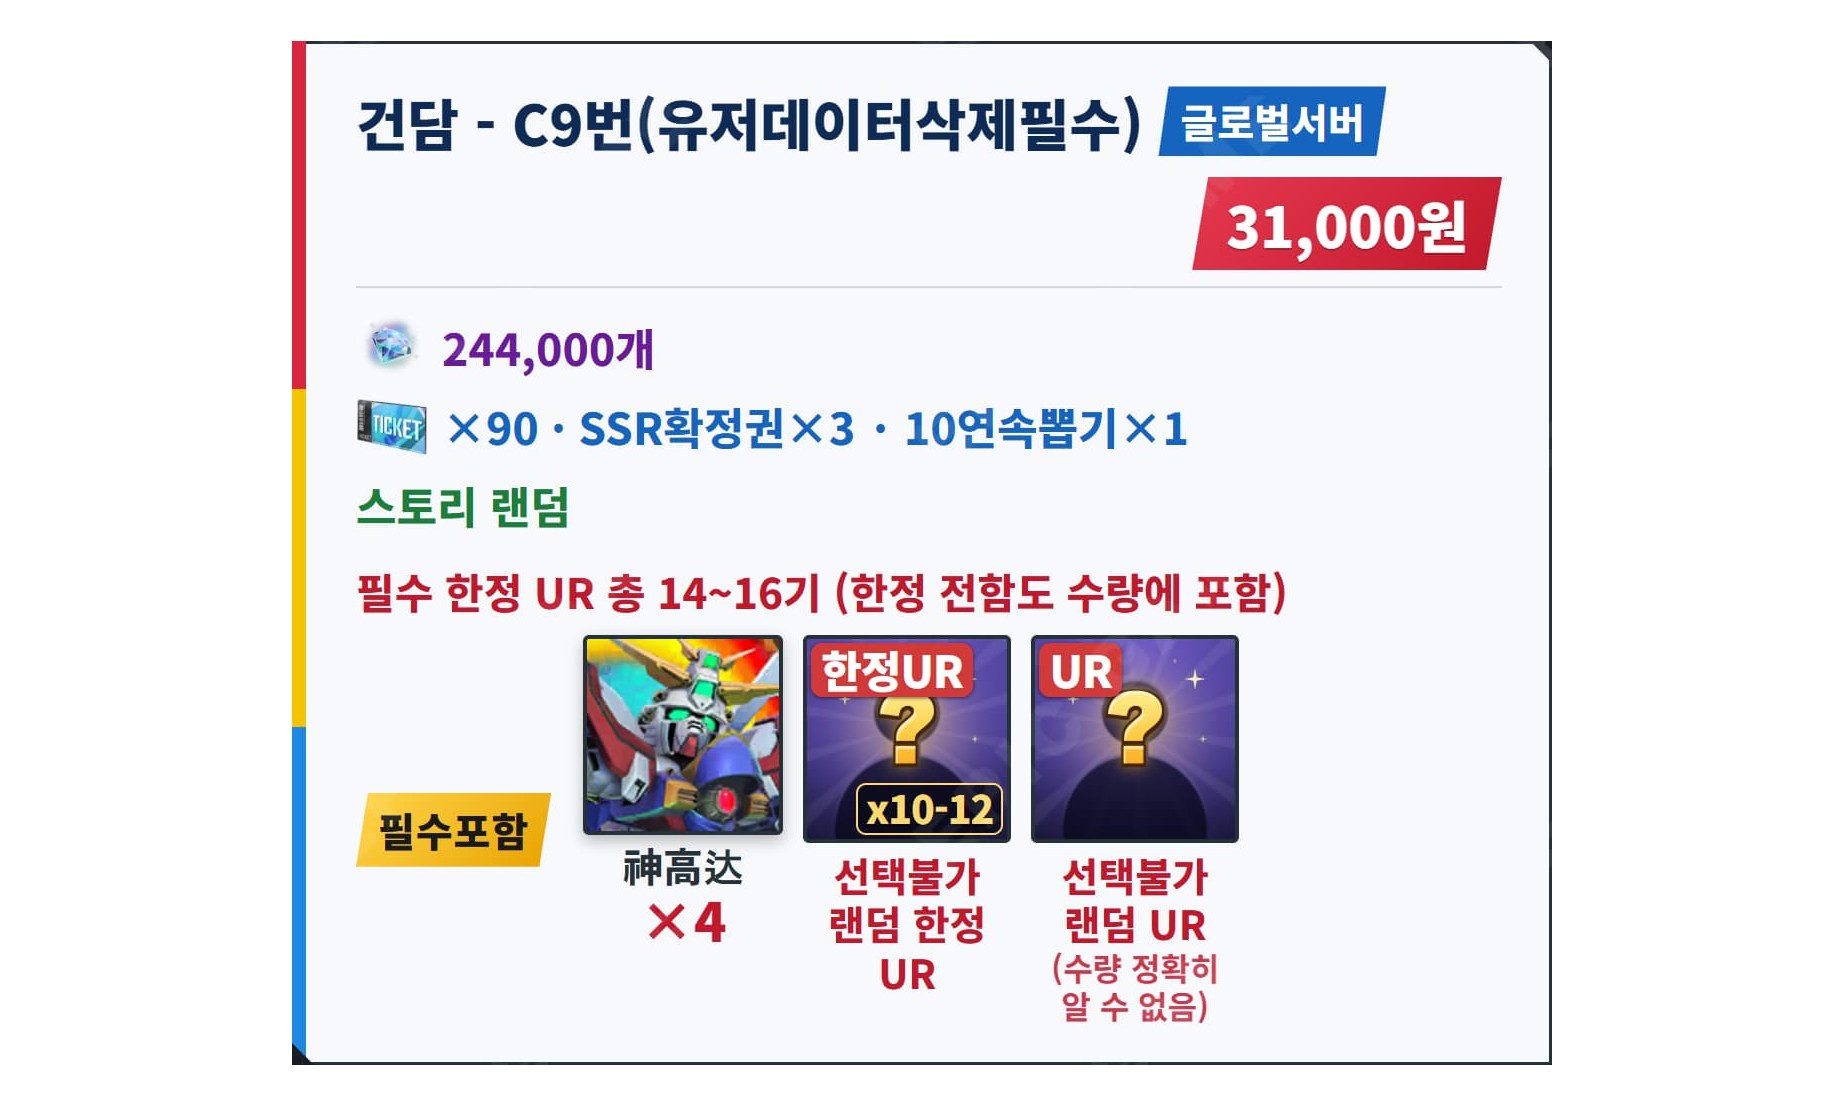 건담 - C9번(유저데이터삭제필수) 글로벌서버
31,000원
244,000개
TICKET ×90 · SSR확정권×3 · 10연속뽑기×1
스토리 랜덤
필수 한정 UR 총 14~16기 (한정 전함도 수량에 포함)
필수포함
神高达
×4
한정UR
x10-12
선택불가
랜덤 한정
UR
UR
선택불가
랜덤 UR
(수량 정확히
알 수 없음)